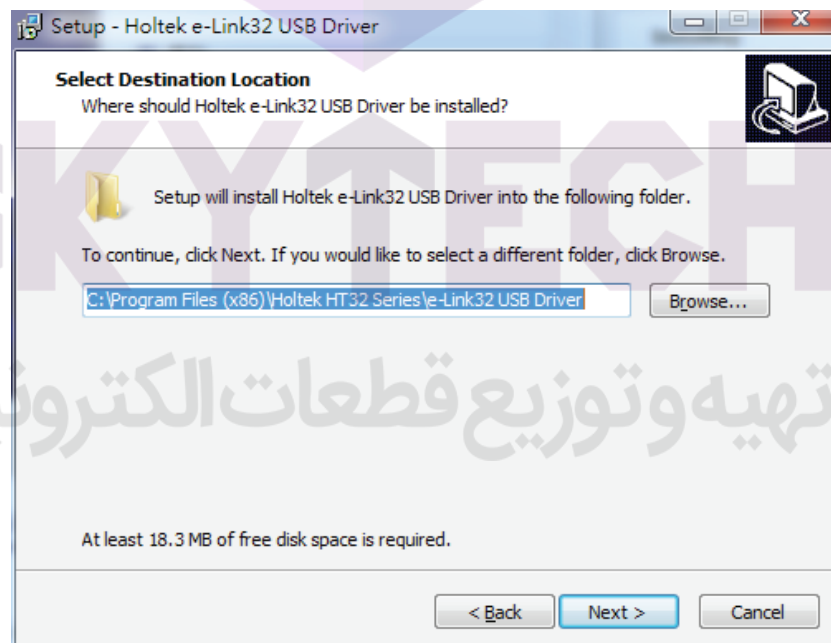 Setup - Holtek e-Link32 USB Driver
Select Destination Location
Where should Holtek e-Link32 USB Driver be installed?
Setup will install Holtek e-Link32 USB Driver into the following folder.
To continue, click Next. If you would like to select a different folder, click Browse.
C:\Program Files (x86)\Holtek HT32 Series\e-Link32 USB Driver
Browse...
تهیه و توزیع قطعات
At least 18.3 MB of free disk space is required.
< Back
Next >
Cancel